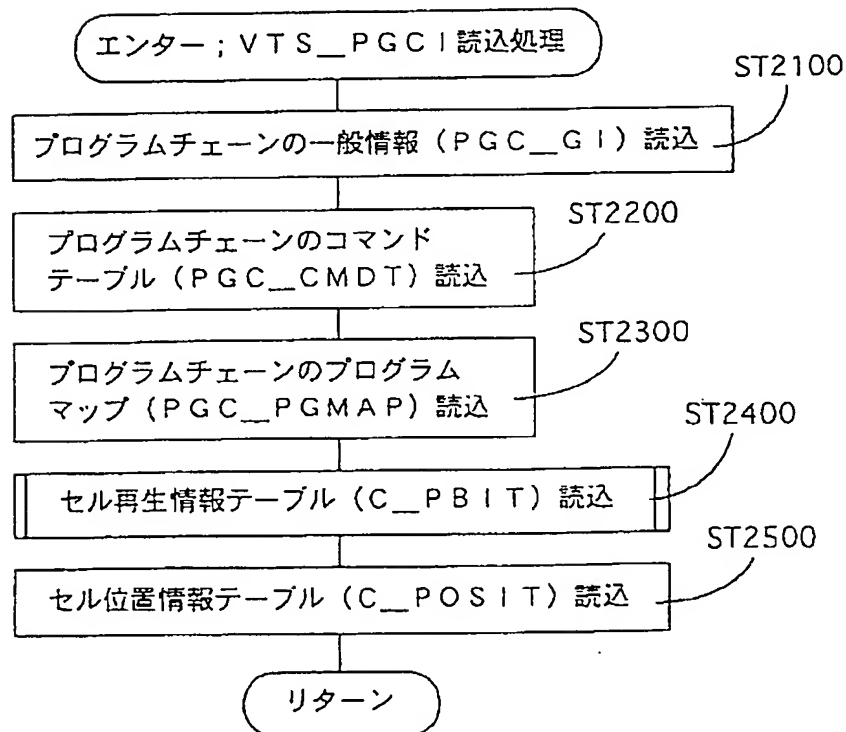 エンター；ＶＴＳ＿ＰＧＣＩ読込処理
ST2100
プログラムチェーンの一般情報（ＰＧＣ＿ＧＩ）読込
ST2200
プログラムチェーンのコマンド
テーブル（ＰＧＣ＿ＣＭＤＴ）読込
ST2300
プログラムチェーンのプログラム
マップ（ＰＧＣ＿ＰＧＭＡＰ）読込
ST2400
セル再生情報テーブル（Ｃ＿ＰＢＩＴ）読込
ST2500
セル位置情報テーブル（Ｃ＿ＰＯＳＩＴ）読込
リターン